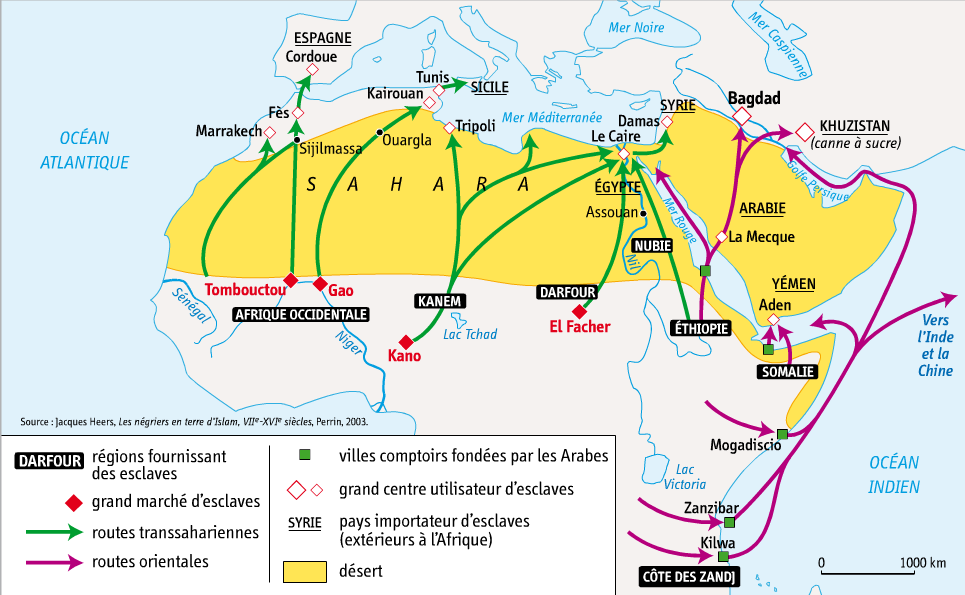 ESPAGNE
Cordoue
Mer Noire
Mer Caspienne
Tunis
Kairouan
SICILE
Fès
Marrakech
Sijilmassa
Ouargla
Tripoli
Mer Méditerranée
SYRIE
Damas
Le Caire
Bagdad
KHUZISTAN
(canne à sucre)
OCÉAN
ATLANTIQUE
SAHARA
ÉGYPTE
Assouan
Mer Rouge
Golfe Persique
ARABIE
La Mecque
NUBIE
Nil
YÉMEN
Aden
Sénégal
Tombouctou
Gao
AFRIQUE OCCIDENTALE
KANEM
DARFOUR
El Facher
Lac Tchad
Niger
Kano
ÉTHIOPIE
SOMALIE
Vers
l'Inde
et la
Chine
Mogadiscio
OCÉAN
INDIEN
Lac
Victoria
Zanzibar
Kilwa
CÔTE DES ZANDJ
0 1000 km
Source : Jacques Heers, Les négriers en terre d'Islam, VIIe-XVIe siècles, Perrin, 2003.
DARFOUR régions fournissant
des esclaves
grand marché d'esclaves
routes transsahariennes
routes orientales
villes comptoirs fondées par les Arabes
grand centre utilisateur d'esclaves
SYRIE pays importateur d'esclaves
(extérieurs à l'Afrique)
désert